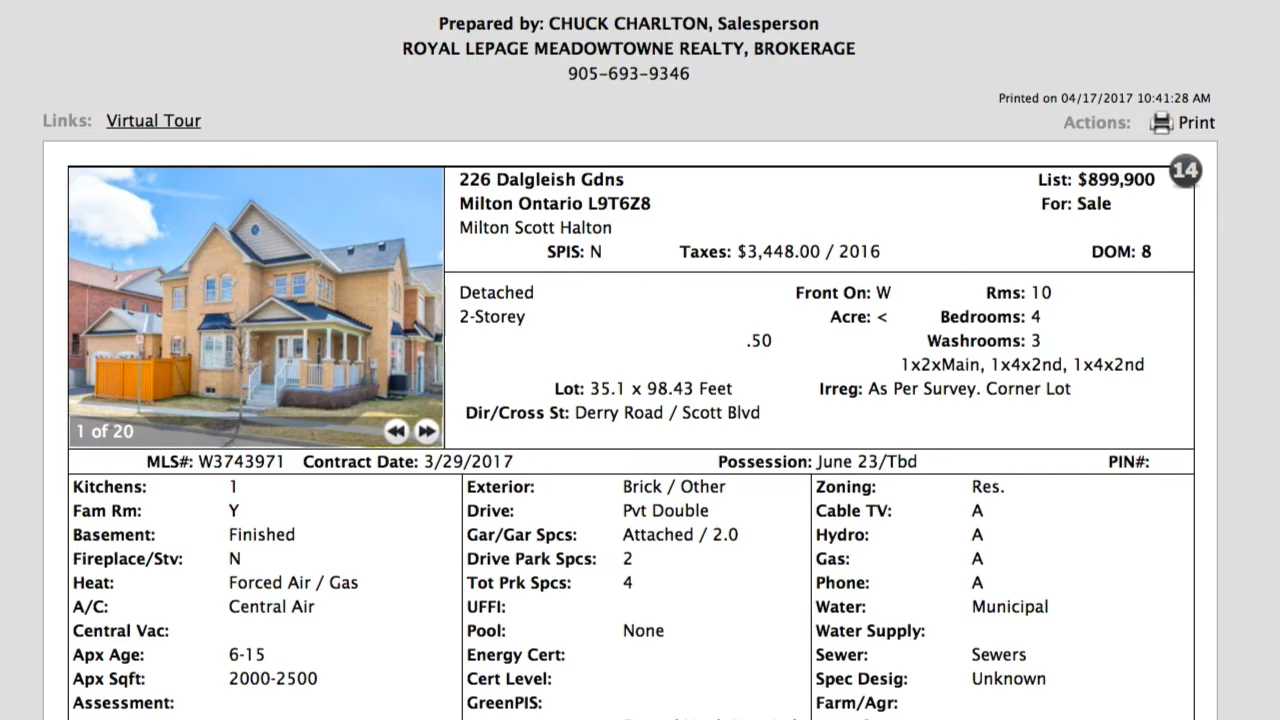 Prepared by: CHUCK CHARLTON, Salesperson
ROYAL LEPAGE MEADOWTOWNE REALTY, BROKERAGE
905-693-9346
Printed on 04/17/2017 10:41:28 AM
Links: Virtual Tour
Actions: Print
14
226 Dalgleish Gdns List: $899,900
Milton Ontario L9T6Z8 For: Sale
Milton Scott Halton
SPIS: N Taxes: $3,448.00 / 2016 DOM: 8
Detached Front On: W Rms: 10
2-Storey Acre: < Bedrooms: 4
.50 Washrooms: 3
1x2xMain, 1x4x2nd, 1x4x2nd
Lot: 35.1 x 98.43 Feet Irreg: As Per Survey. Corner Lot
Dir/Cross St: Derry Road / Scott Blvd
1 of 20
MLS#: W3743971 Contract Date: 3/29/2017 Possession: June 23/Tbd PIN#:
Kitchens: 1 Exterior: Brick / Other Zoning: Res.
Fam Rm: Y Drive: Pvt Double Cable TV: A
Basement: Finished Gar/Gar Spcs: Attached / 2.0 Hydro: A
Fireplace/Stv: N Drive Park Spcs: 2 Gas: A
Heat: Forced Air / Gas Tot Prk Spcs: 4 Phone: A
A/C: Central Air UFFI: Water: Municipal
Central Vac: Pool: None Water Supply:
Apx Age: 6-15 Energy Cert: Sewer: Sewers
Apx Sqft: 2000-2500 Cert Level: Spec Desig: Unknown
Assessment: GreenPIS: Farm/Agr: